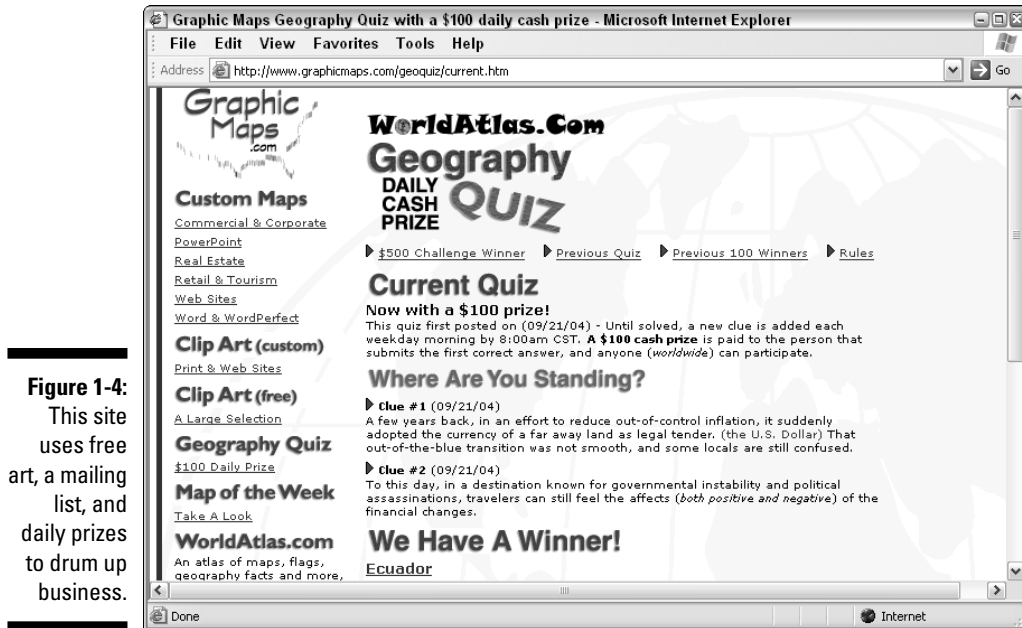 Graphic Maps Geography Quiz with a $100 daily cash prize - Microsoft Internet Explorer
File Edit View Favorites Tools Help
Address http://www.graphicmaps.com/geoquiz/current.htm Go
Graphic
Maps
.com
Custom Maps
Commercial & Corporate
PowerPoint
Real Estate
Retail & Tourism
Web Sites
Word & WordPerfect
Clip Art (custom)
Print & Web Sites
Clip Art (free)
A Large Selection
Geography Quiz
$100 Daily Prize
Map of the Week
Take A Look
WorldAtlas.com
An atlas of maps, flags,
geography facts and more,
WorldAtlas.Com
Geography
DAILY
CASH
PRIZE
QUIZ
$500 Challenge Winner Previous Quiz Previous 100 Winners Rules
Current Quiz
Now with a $100 prize!
This quiz first posted on (09/21/04) - Until solved, a new clue is added each
weekday morning by 8:00am CST. A $100 cash prize is paid to the person that
submits the first correct answer, and anyone (worldwide) can participate.
Where Are You Standing?
Clue #1 (09/21/04)
A few years back, in an effort to reduce out-of-control inflation, it suddenly
adopted the currency of a far away land as legal tender. (the U.S. Dollar) That
out-of-the-blue transition was not smooth, and some locals are still confused.
Clue #2 (09/21/04)
To this day, in a destination known for governmental instability and political
assassinations, travelers can still feel the affects (both positive and negative) of the
financial changes.
We Have A Winner!
Ecuador
Done Internet
Figure 1-4:
This site
uses free
art, a mailing
list, and
daily prizes
to drum up
business.